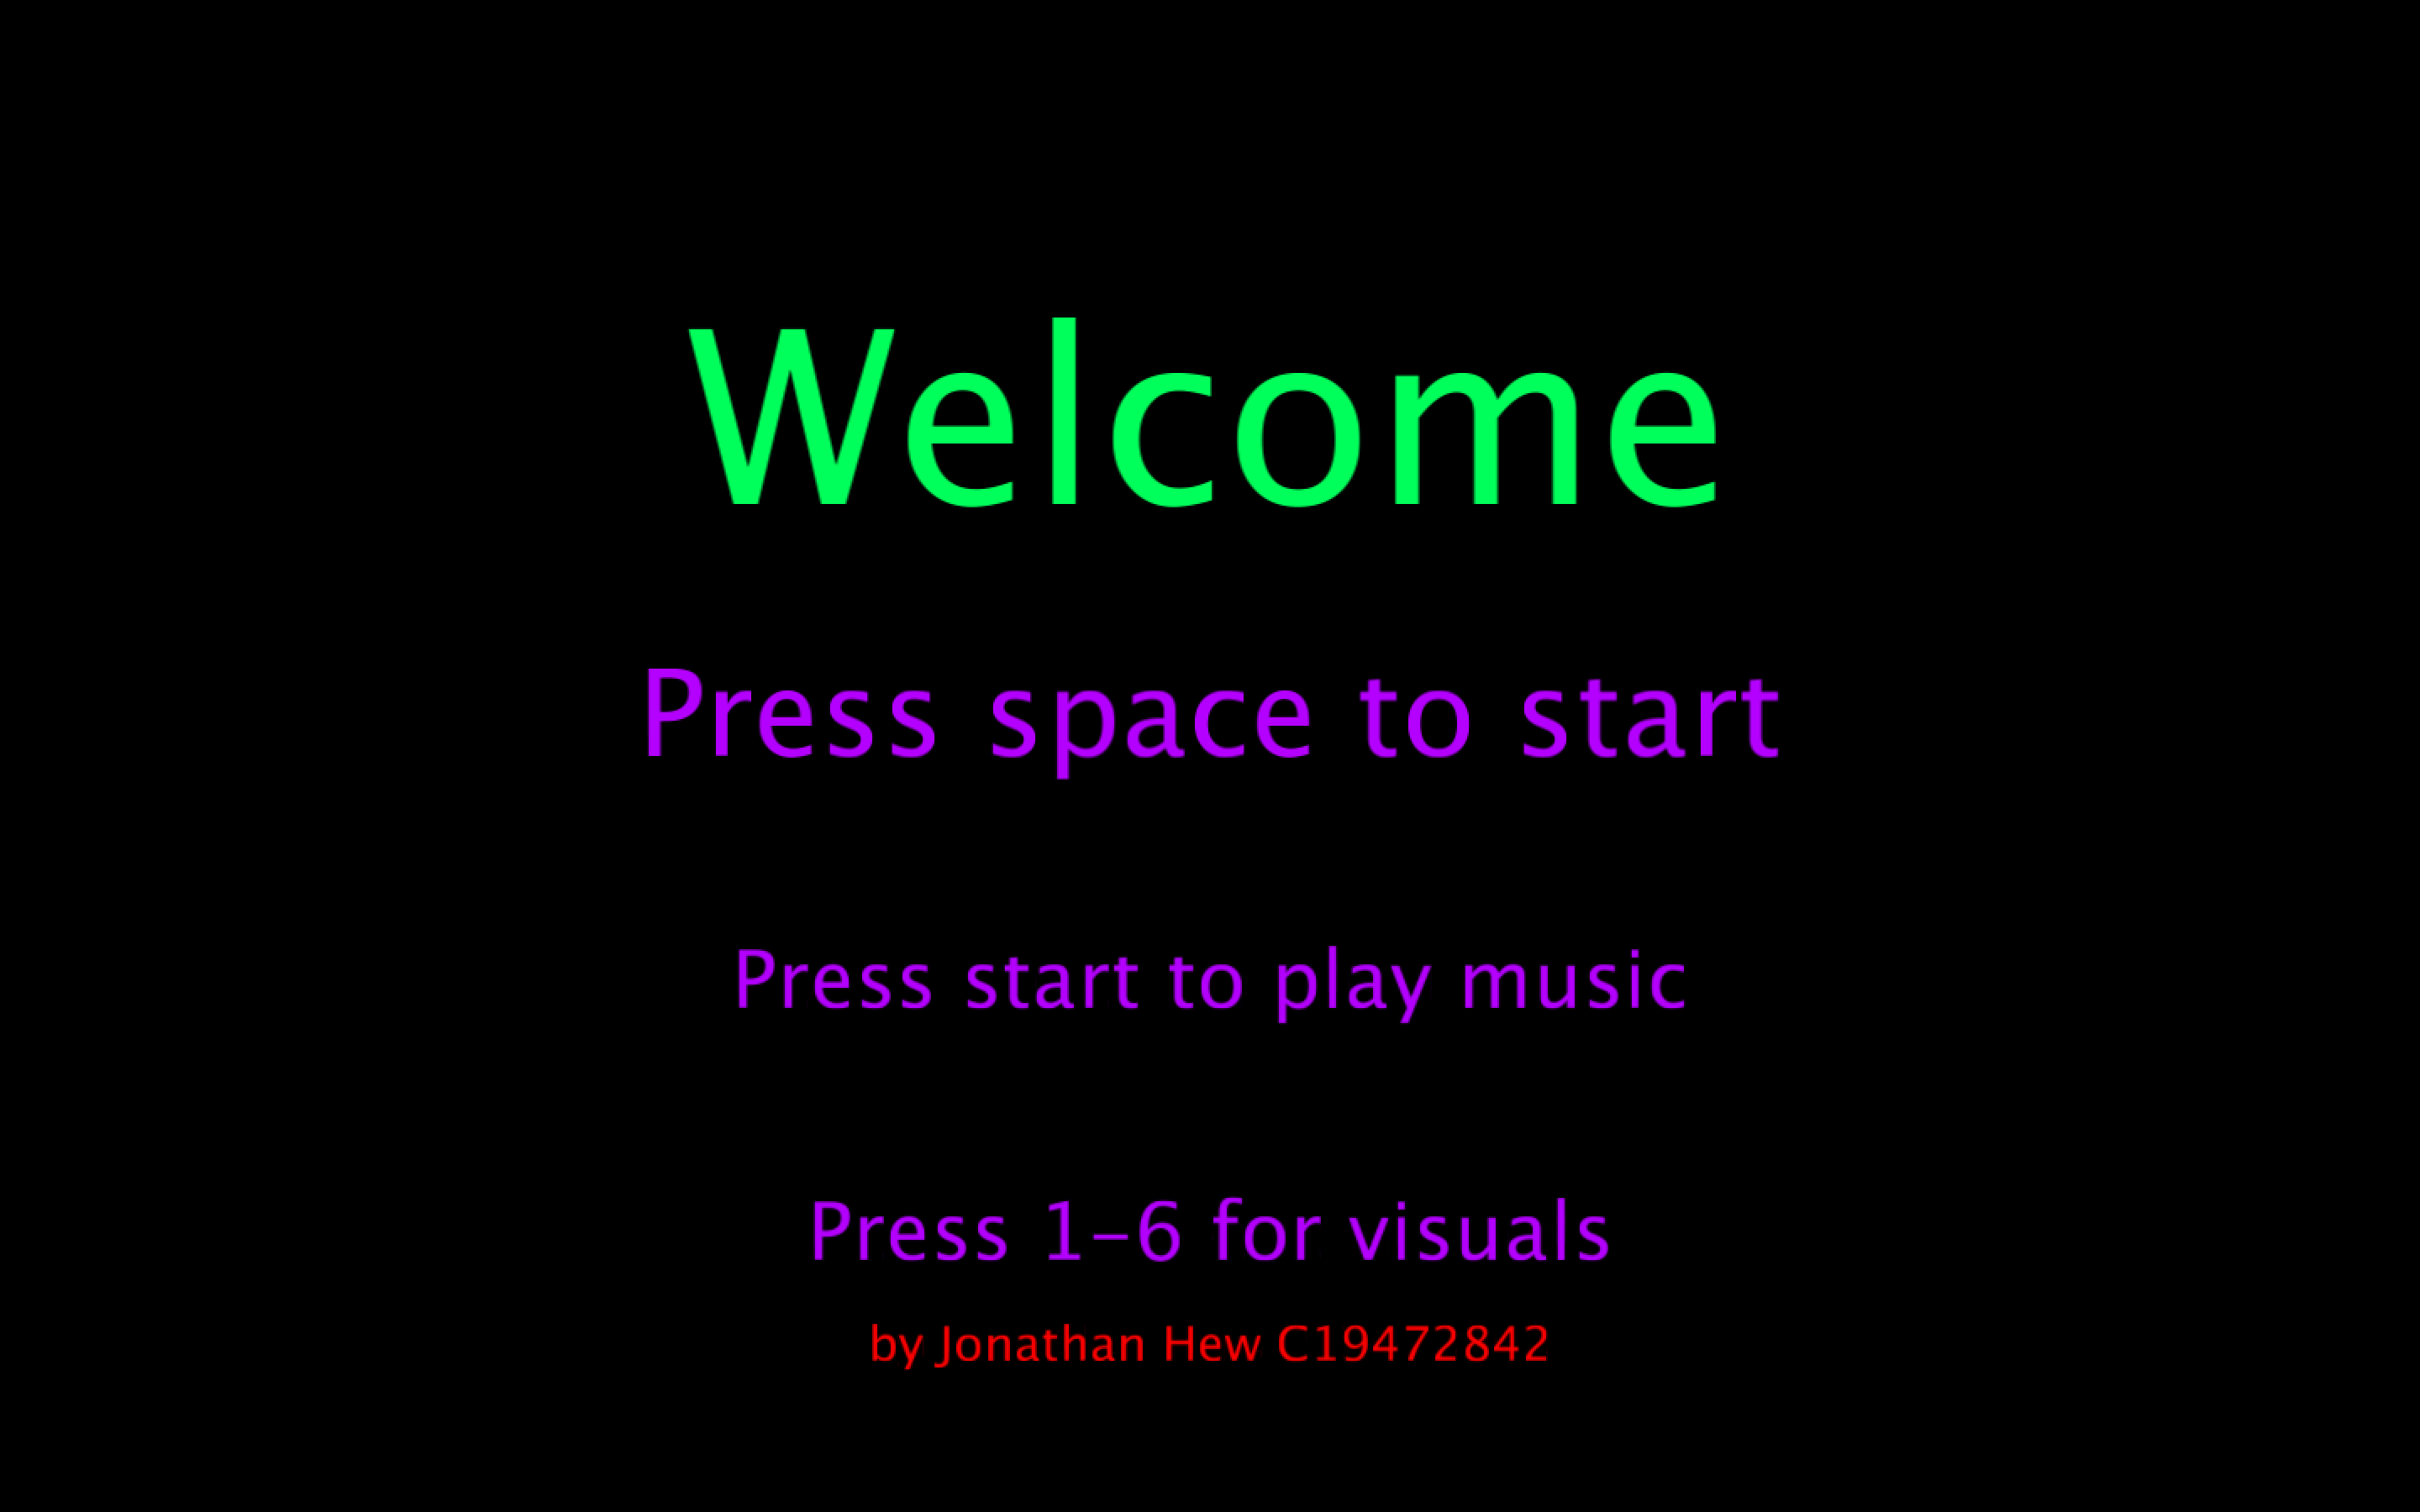 Welcome
Press space to start
Press start to play music
Press 1–6 for visuals
by Jonathan Hew C19472842